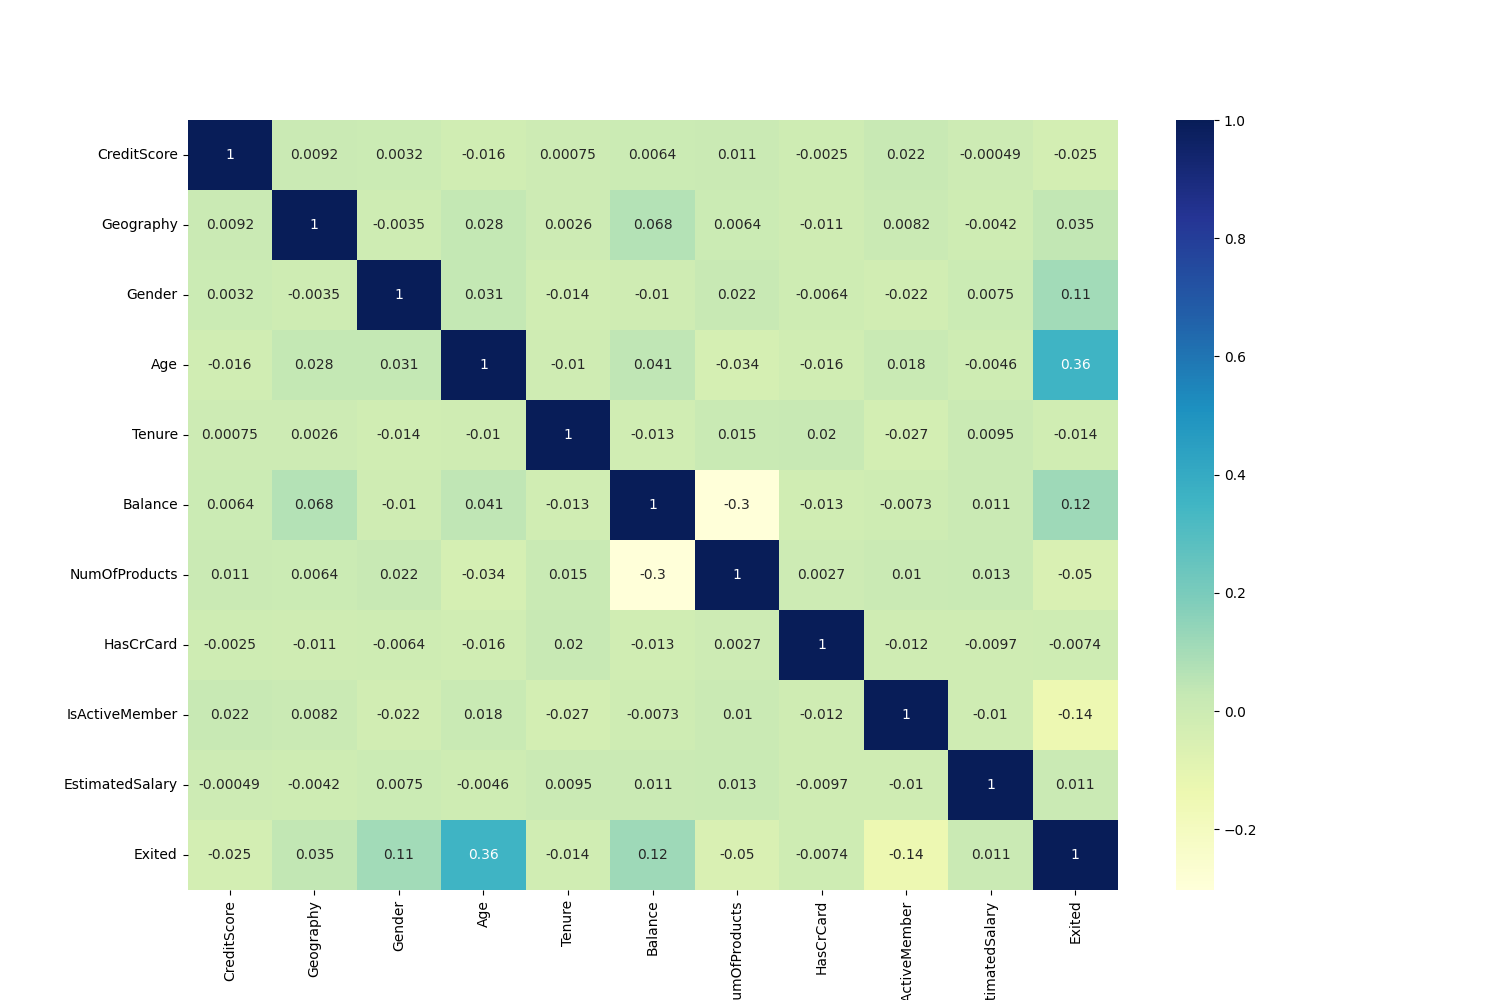 CreditScore 1 0.0092 0.0032 -0.016 0.00075 0.0064 0.011 -0.0025 0.022 -0.00049 -0.025
Geography 0.0092 1 -0.0035 0.028 0.0026 0.068 0.0064 -0.011 0.0082 -0.0042 0.035
Gender 0.0032 -0.0035 1 0.031 -0.014 -0.01 0.022 -0.0064 -0.022 0.0075 0.11
Age -0.016 0.028 0.031 1 -0.01 0.041 -0.034 -0.016 0.018 -0.0046 0.36
Tenure 0.00075 0.0026 -0.014 -0.01 1 -0.013 0.015 0.02 -0.027 0.0095 -0.014
Balance 0.0064 0.068 -0.01 0.041 -0.013 1 -0.3 -0.013 -0.0073 0.011 0.12
NumOfProducts 0.011 0.0064 0.022 -0.034 0.015 -0.3 1 0.0027 0.01 0.013 -0.05
HasCrCard -0.0025 -0.011 -0.0064 -0.016 0.02 -0.013 0.0027 1 -0.012 -0.0097 -0.0074
IsActiveMember 0.022 0.0082 -0.022 0.018 -0.027 -0.0073 0.01 -0.012 1 -0.01 -0.14
EstimatedSalary -0.00049 -0.0042 0.0075 -0.0046 0.0095 0.011 0.013 -0.0097 -0.01 1 0.011
Exited -0.025 0.035 0.11 0.36 -0.014 0.12 -0.05 -0.0074 -0.14 0.011 1
CreditScore
Geography
Gender
Age
Tenure
Balance
umOfProducts
HasCrCard
ActiveMember
timatedSalary
Exited
1.0
0.8
0.6
0.4
0.2
0.0
−0.2